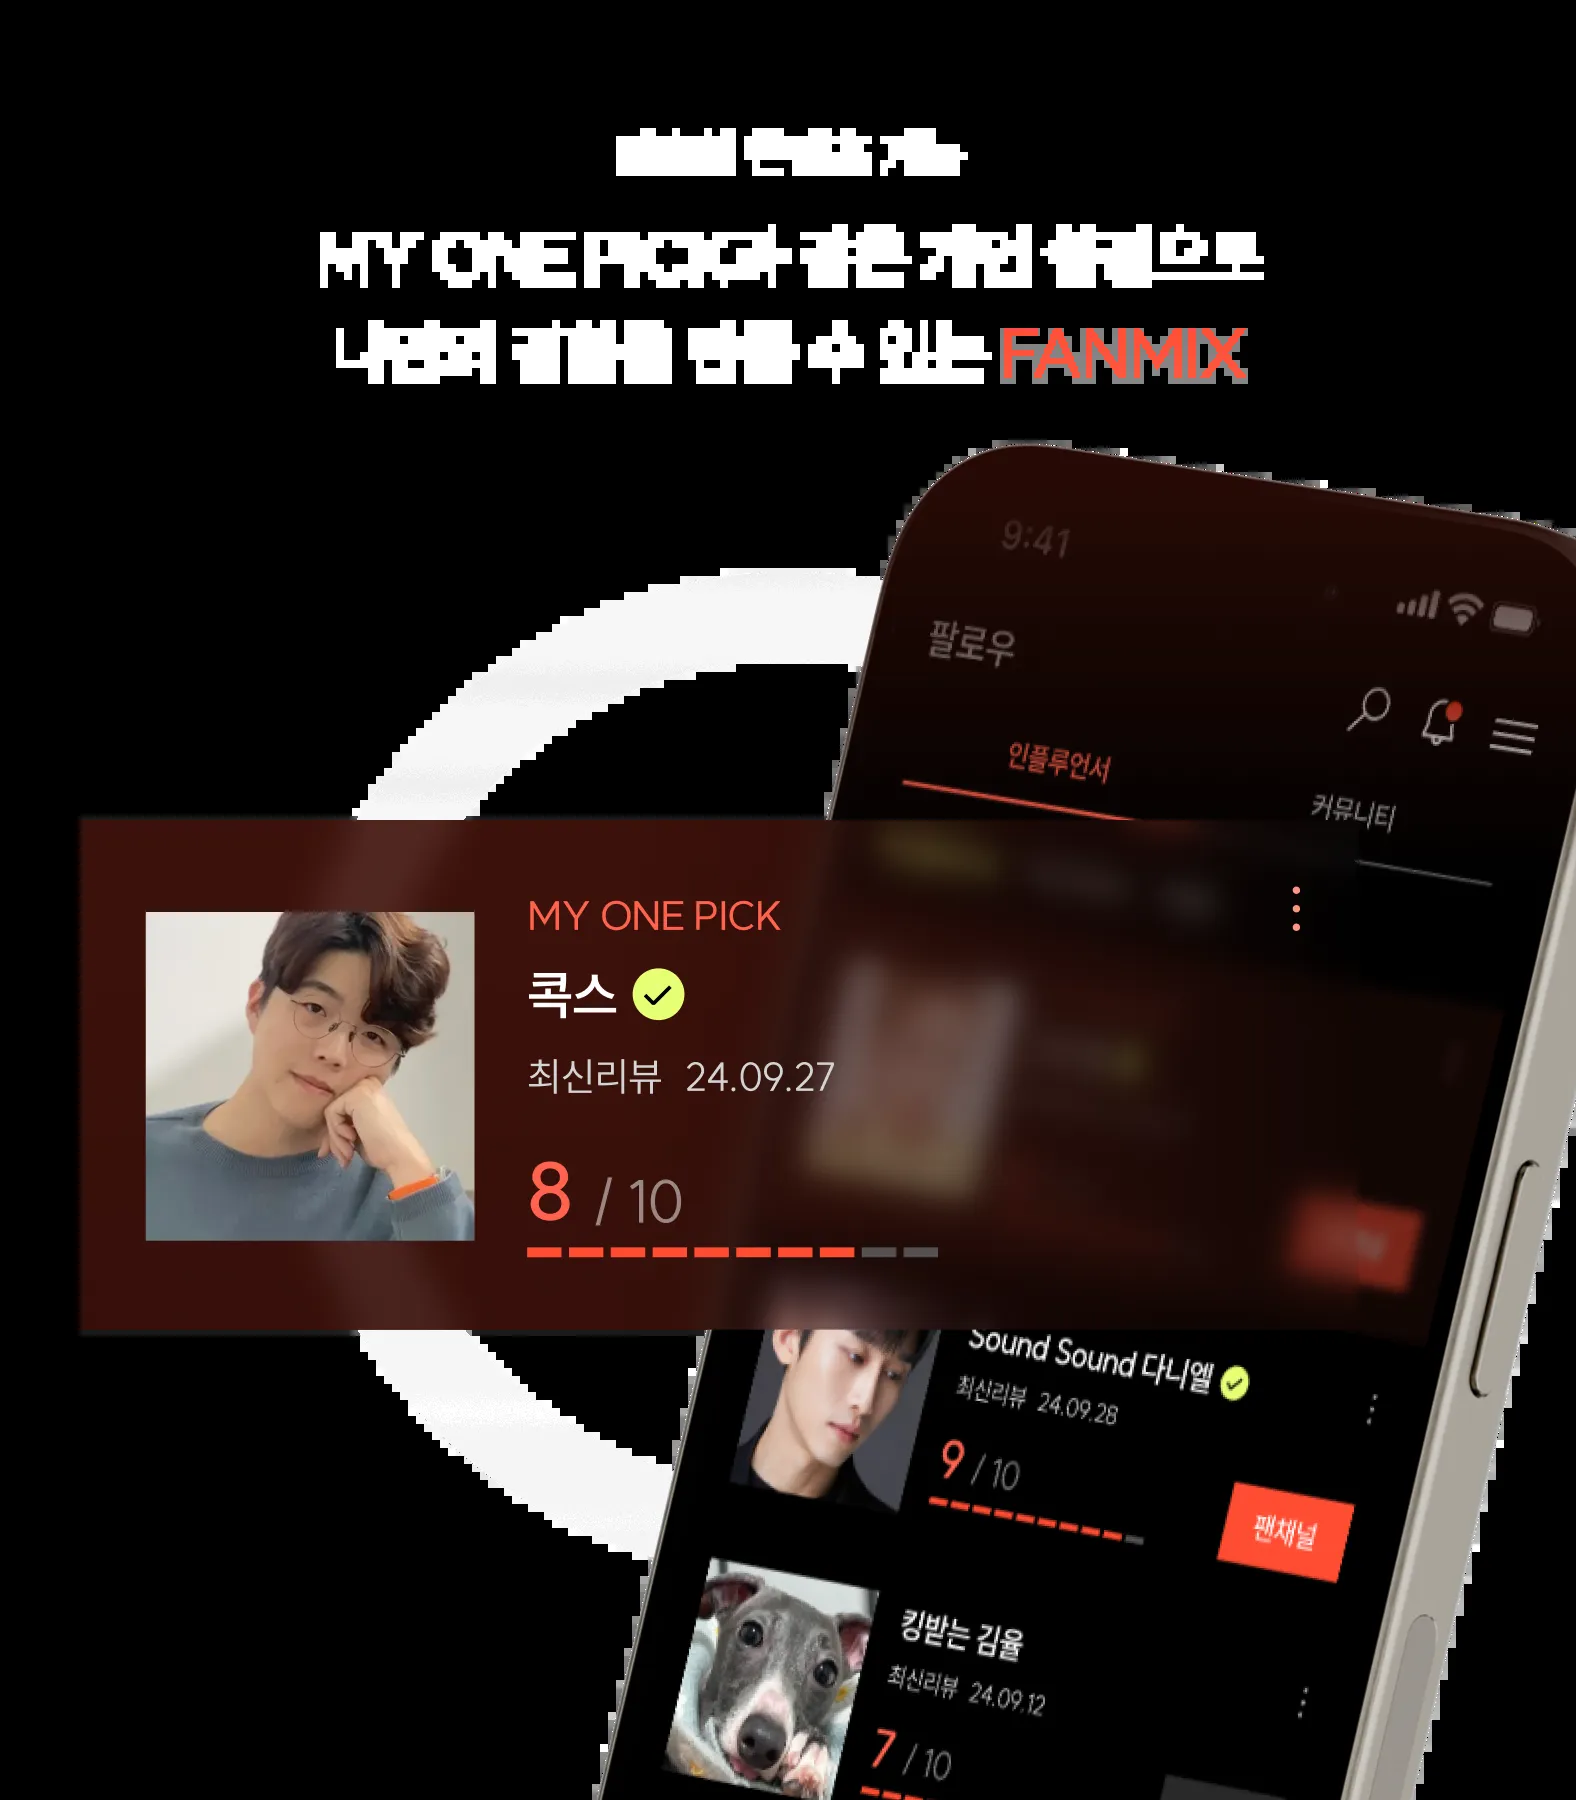 MY ONE PICK과 같은 개인 설정으로
나만의 취향을 만들 수 있는 FANMIX
9:41
팔로우
인플루언서
커뮤니티
MY ONE PICK
콕스
최신리뷰 24.09.27
8 / 10
Sound Sound 다니엘
최신리뷰 24.09.28
9 / 10
팬채널
킹받는 김율
최신리뷰 24.09.12
7 / 10